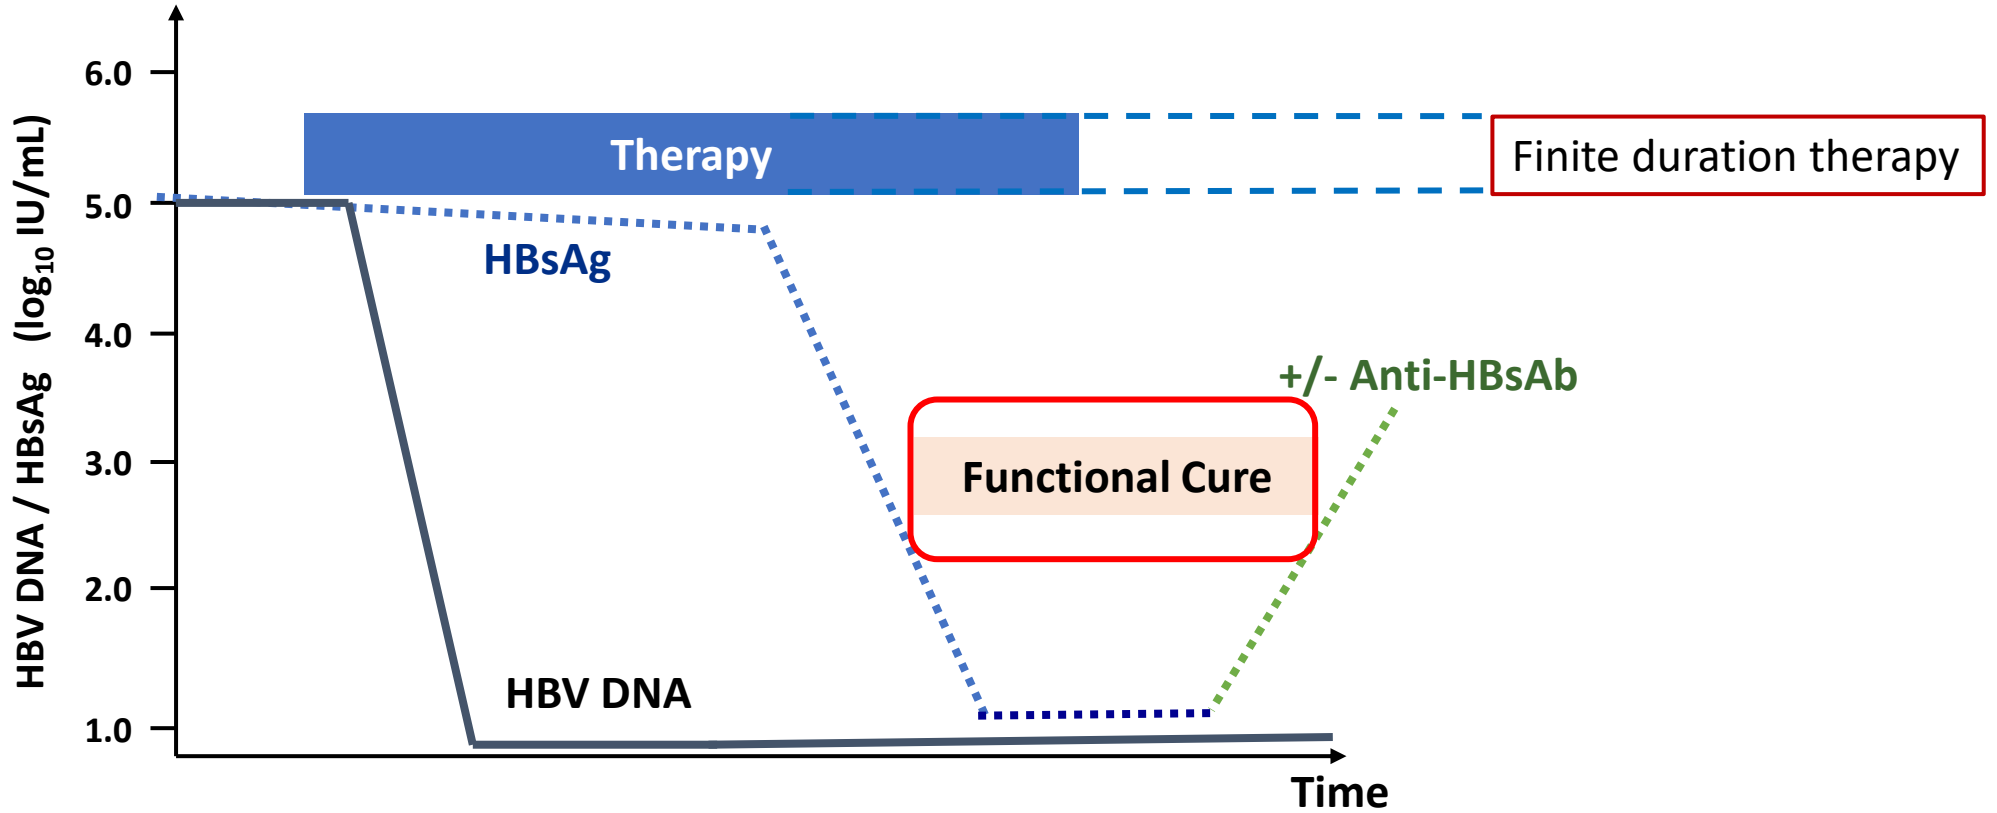 HBV DNA / HBsAg (log10 IU/mL)
6.0
5.0
4.0
3.0
2.0
1.0
Therapy
Finite duration therapy
HBsAg
+/- Anti-HBsAb
Functional Cure
HBV DNA
Time